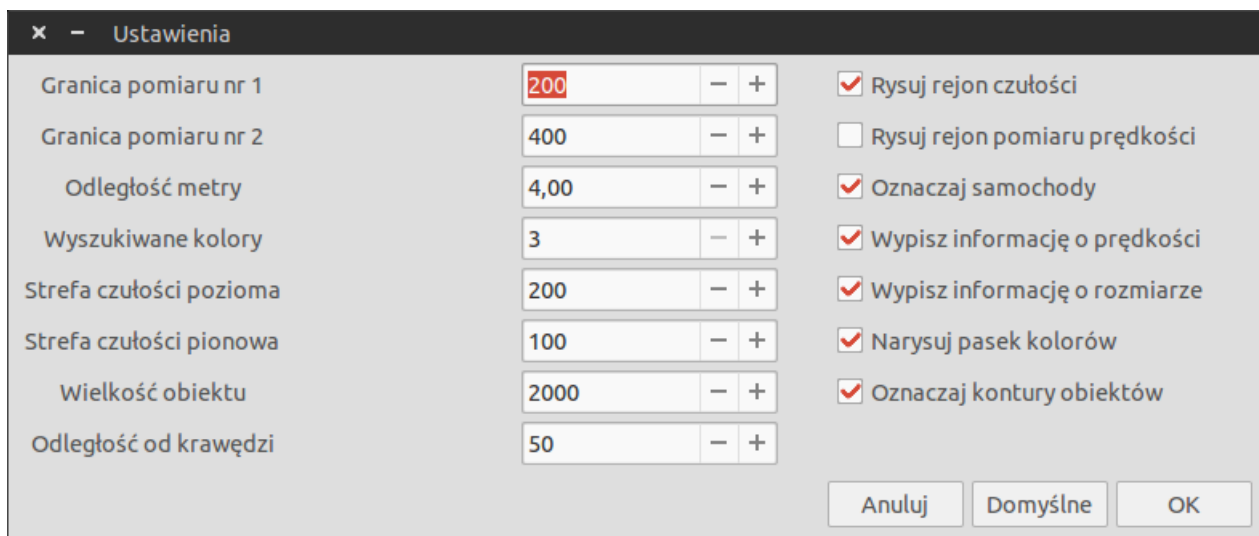 Ustawienia
Granica pomiaru nr 1 200 Rysuj rejon czułości
Granica pomiaru nr 2 400 Rysuj rejon pomiaru prędkości
Odległość metry 4,00 Oznaczaj samochody
Wyszukiwane kolory 3 Wypisz informację o prędkości
Strefa czułości pozioma 200 Wypisz informację o rozmiarze
Strefa czułości pionowa 100 Narysuj pasek kolorów
Wielkość obiektu 2000 Oznaczaj kontury obiektów
Odległość od krawędzi 50
Anuluj Domyślne OK